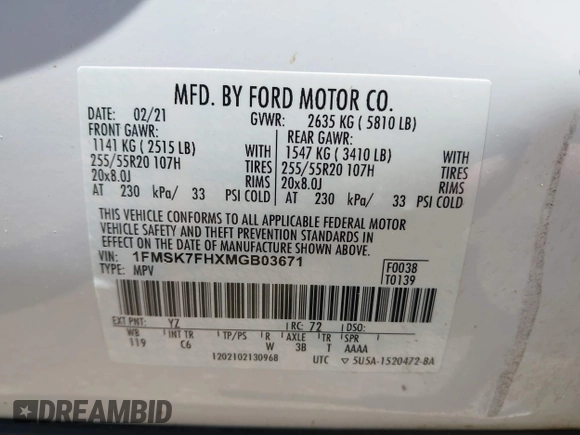 MFD. BY FORD MOTOR CO.
DATE: 02/21 GVWR: 2635 KG ( 5810 LB)
FRONT GAWR: REAR GAWR:
1141 KG ( 2515 LB) WITH 1547 KG ( 3410 LB) WITH
255/55R20 107H TIRES 255/55R20 107H TIRES
20x8.0J RIMS 20x8.0J RIMS
AT 230 kPa/ 33 PSI COLD AT 230 kPa/ 33 PSI COLD
THIS VEHICLE CONFORMS TO ALL APPLICABLE FEDERAL MOTOR
VEHICLE SAFETY AND THEFT PREVENTION STANDARDS IN
EFFECT ON THE DATE OF MANUFACTURE SHOWN ABOVE.
VIN: 1FMSK7FHXMGB03671 F0038
TYPE: MPV T0139
EXT PNT: YZ RC: 72 DSO:
WB INT TR TP/PS R AXLE TR SPR
119 C6 W 3B T AAAA
1202102130968 UTC ▽ 5U5A-1520472-BA
DREAMBID